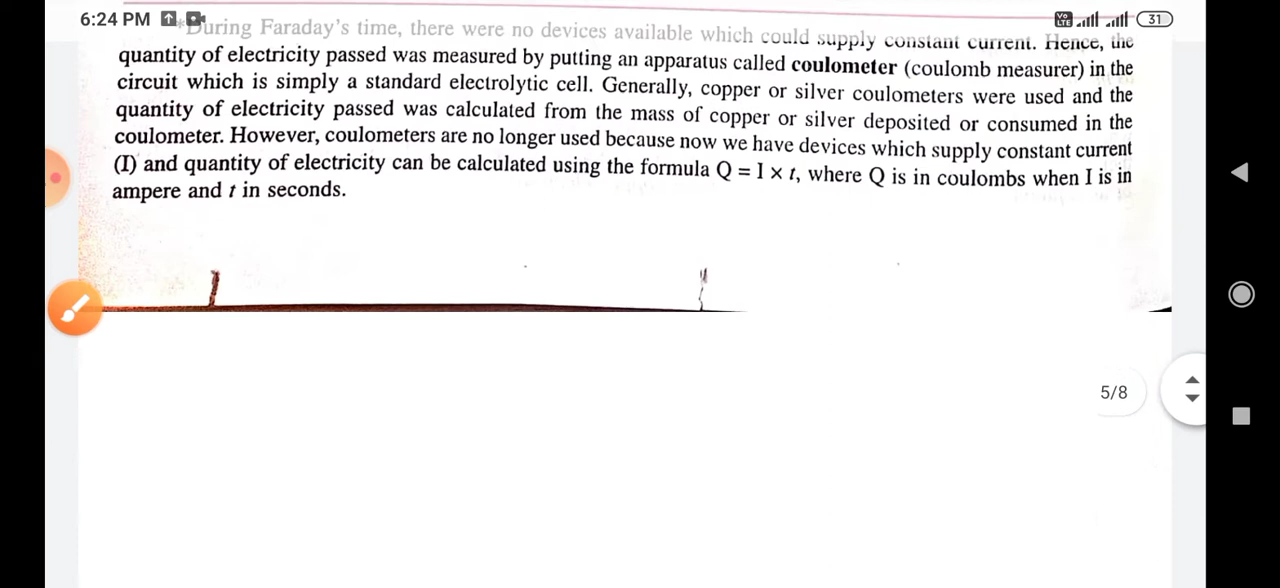 6:24 PM
Vo LTE
31
*During Faraday's time, there were no devices available which could supply constant current. Hence, the
quantity of electricity passed was measured by putting an apparatus called coulometer (coulomb measurer) in the
circuit which is simply a standard electrolytic cell. Generally, copper or silver coulometers were used and the
quantity of electricity passed was calculated from the mass of copper or silver deposited or consumed in the
coulometer. However, coulometers are no longer used because now we have devices which supply constant current
(I) and quantity of electricity can be calculated using the formula Q = I × t, where Q is in coulombs when I is in
ampere and t in seconds.
5/8